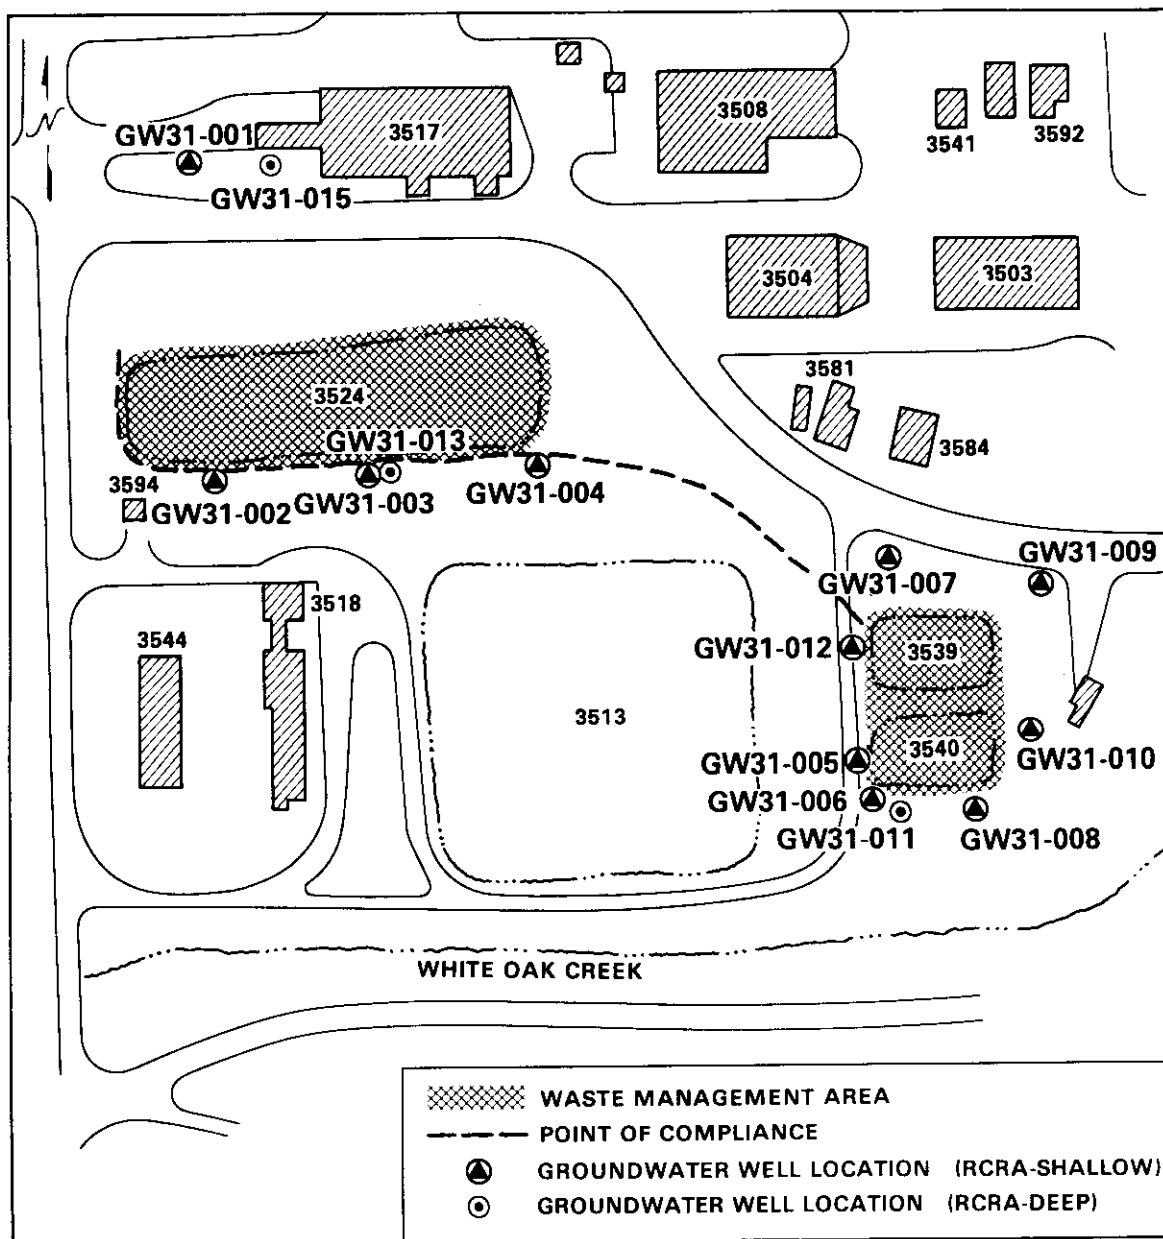 3508
3517
3541
3592
GW31-001
GW31-015
3504
3503
3581
3524
3584
GW31-013
3594
GW31-002
GW31-003
GW31-004
GW31-009
GW31-007
3518
3544
GW31-012
3539
3513
3540
GW31-005
GW31-010
GW31-006
GW31-011
GW31-008
WHITE OAK CREEK
WASTE MANAGEMENT AREA
POINT OF COMPLIANCE
GROUNDWATER WELL LOCATION (RCRA-SHALLOW)
GROUNDWATER WELL LOCATION (RCRA-DEEP)